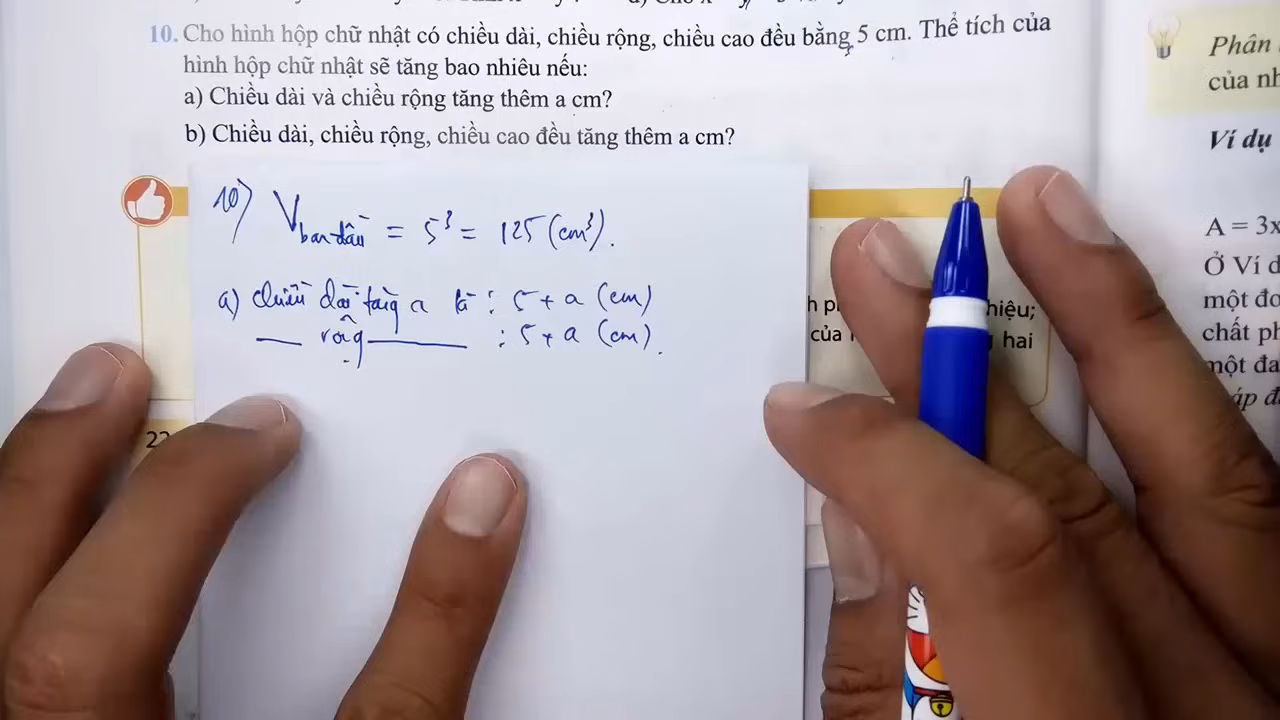 10. Cho hình hộp chữ nhật có chiều dài, chiều rộng, chiều cao đều bằng 5 cm. Thể tích của
hình hộp chữ nhật sẽ tăng bao nhiêu nếu:
a) Chiều dài và chiều rộng tăng thêm a cm?
b) Chiều dài, chiều rộng, chiều cao đều tăng thêm a cm?
10) V ban đầu = 5³ = 125 (cm³).
a) chiều dài tăng a là : 5 + a (cm)
rộng : 5 + a (cm).
22
hiệu;
của
hai
Phân
của nh
Ví dụ
A = 3x
Ở Ví d
một đơ
chất ph
một đa
áp d